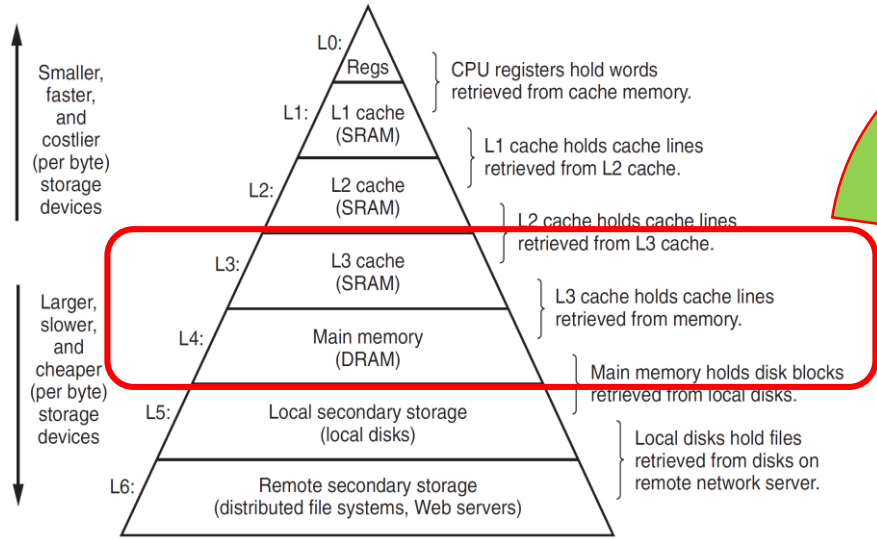 L0:
Regs
CPU registers hold words
retrieved from cache memory.
Smaller,
faster,
and
costlier
(per byte)
storage
devices
L1:
L1 cache
(SRAM)
L1 cache holds cache lines
retrieved from L2 cache.
L2:
L2 cache
(SRAM)
L2 cache holds cache lines
retrieved from L3 cache.
L3:
L3 cache
(SRAM)
L3 cache holds cache lines
retrieved from memory.
Larger,
slower,
and
cheaper
(per byte)
storage
devices
L4:
Main memory
(DRAM)
Main memory holds disk blocks
retrieved from local disks.
L5:
Local secondary storage
(local disks)
Local disks hold files
retrieved from disks on
remote network server.
L6:
Remote secondary storage
(distributed file systems, Web servers)